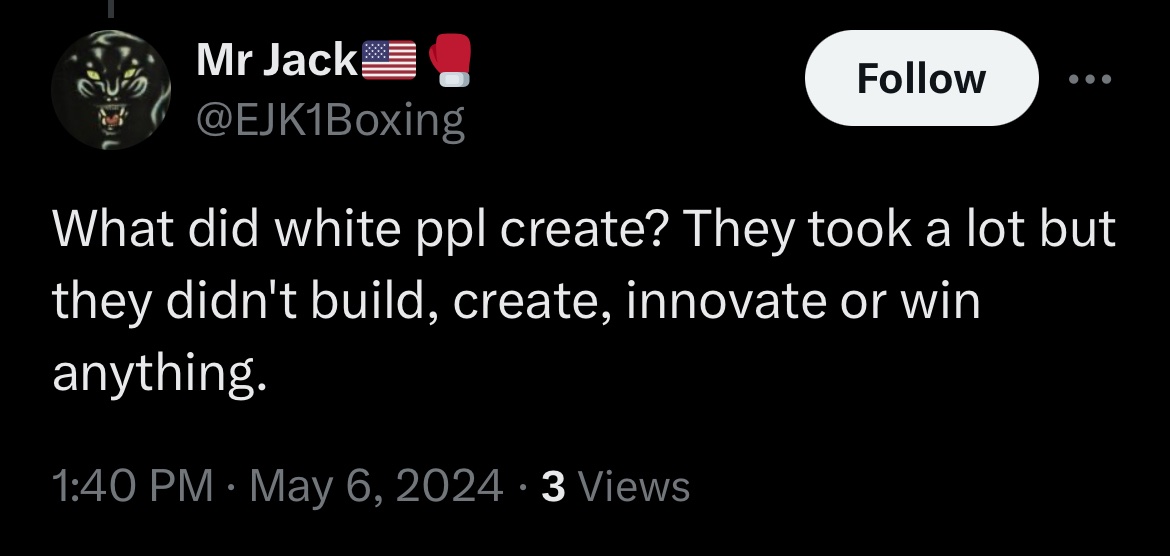 Mr Jack🇺🇸🥊
Follow
@EJK1Boxing
What did white ppl create? They took a lot but
they didn't build, create, innovate or win
anything.
1:40 PM · May 6, 2024 · 3 Views